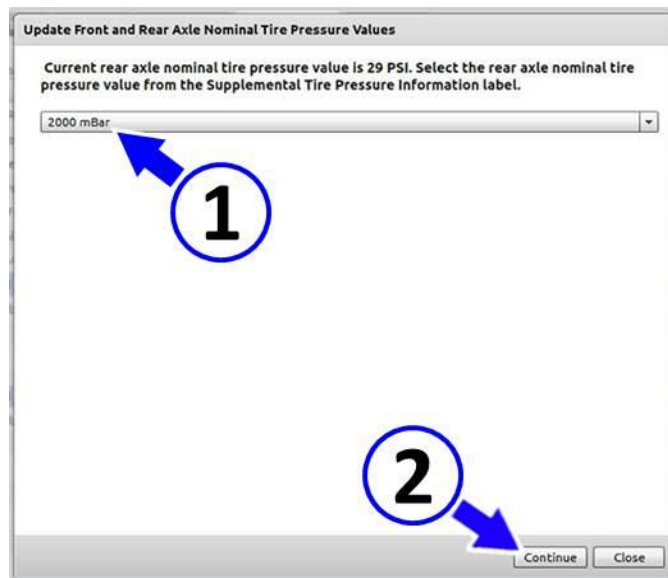 Update Front and Rear Axle Nominal Tire Pressure Values
Current rear axle nominal tire pressure value is 29 PSI. Select the rear axle nominal tire
pressure value from the Supplemental Tire Pressure Information label.
2000 mBar
1
2
Continue Close